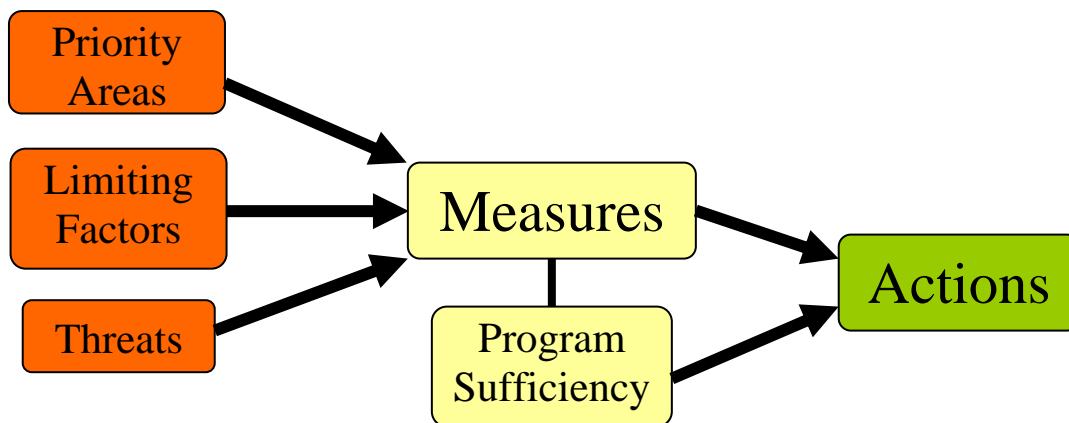 Priority
Areas
Limiting
Factors
Threats
Measures
Program
Sufficiency
Actions